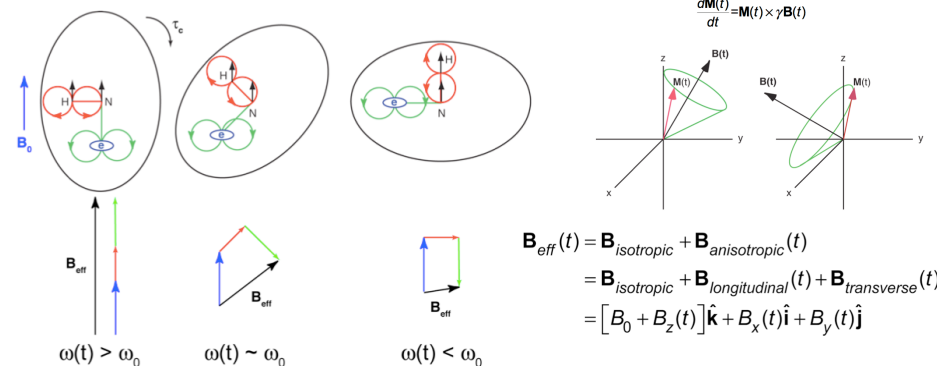 τc
H
N
e
B0
H
N
e
H
e
N
Beff
Beff
Beff
ω(t) > ω0
ω(t) ~ ω0
ω(t) < ω0
dM(t)/dt=M(t)×γB(t)
z
B(t)
M(t)
y
x
z
B(t)
M(t)
y
x
Beff(t) = Bisotropic + Banisotropic(t)
= Bisotropic + Blongitudinal(t) + Btransverse(t)
= [B0 + Bz(t)]k̂ + Bx(t)î + By(t)ĵ